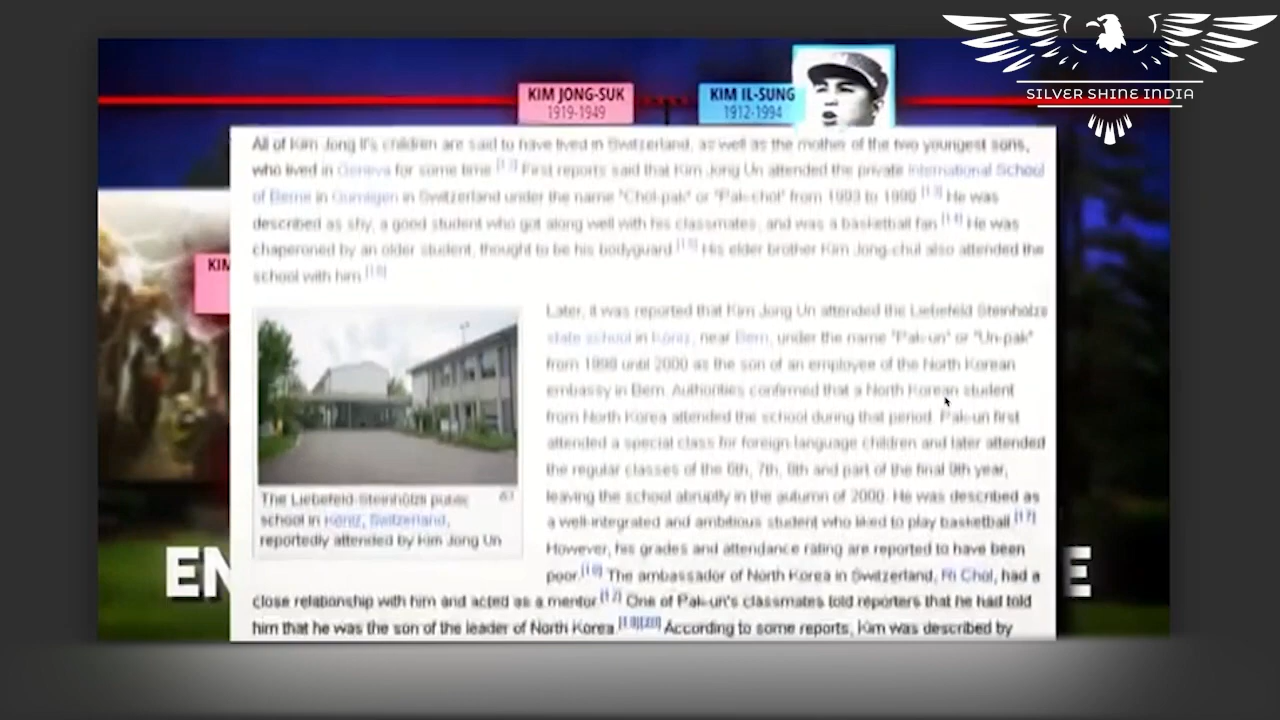 SILVER SHINE INDIA
KIM JONG-SUK
1919-1949
KIM IL-SUNG
1912-1994
KIM
All of Kim Jong Il's children are said to have lived in Switzerland, as well as the mother of the two youngest sons,
who lived in Geneva for some time.[12] First reports said that Kim Jong Un attended the private International School
of Berne in Gümligen in Switzerland under the name "Chol-pak" or "Pak-chol" from 1993 to 1998.[13] He was
described as shy, a good student who got along well with his classmates, and was a basketball fan.[14] He was
chaperoned by an older student, thought to be his bodyguard.[15] His elder brother Kim Jong-chul also attended the
school with him.[16]
Later, it was reported that Kim Jong Un attended the Liebefeld Steinhölzli
state school in Köniz, near Bern, under the name "Pak-un" or "Un-pak"
from 1998 until 2000 as the son of an employee of the North Korean
embassy in Bern. Authorities confirmed that a North Korean student
from North Korea attended the school during that period. Pak-un first
attended a special class for foreign-language children and later attended
the regular classes of the 6th, 7th, 8th and part of the final 9th year,
leaving the school abruptly in the autumn of 2000. He was described as
a well-integrated and ambitious student who liked to play basketball.[17]
However, his grades and attendance rating are reported to have been
poor.[18] The ambassador of North Korea in Switzerland, Ri Chol, had a
The Liebefeld-Steinhölzli public
school in Köniz, Switzerland,
reportedly attended by Kim Jong Un
close relationship with him and acted as a mentor.[17] One of Pak-un's classmates told reporters that he had told
him that he was the son of the leader of North Korea.[19][20] According to some reports, Kim was described by
EN
E